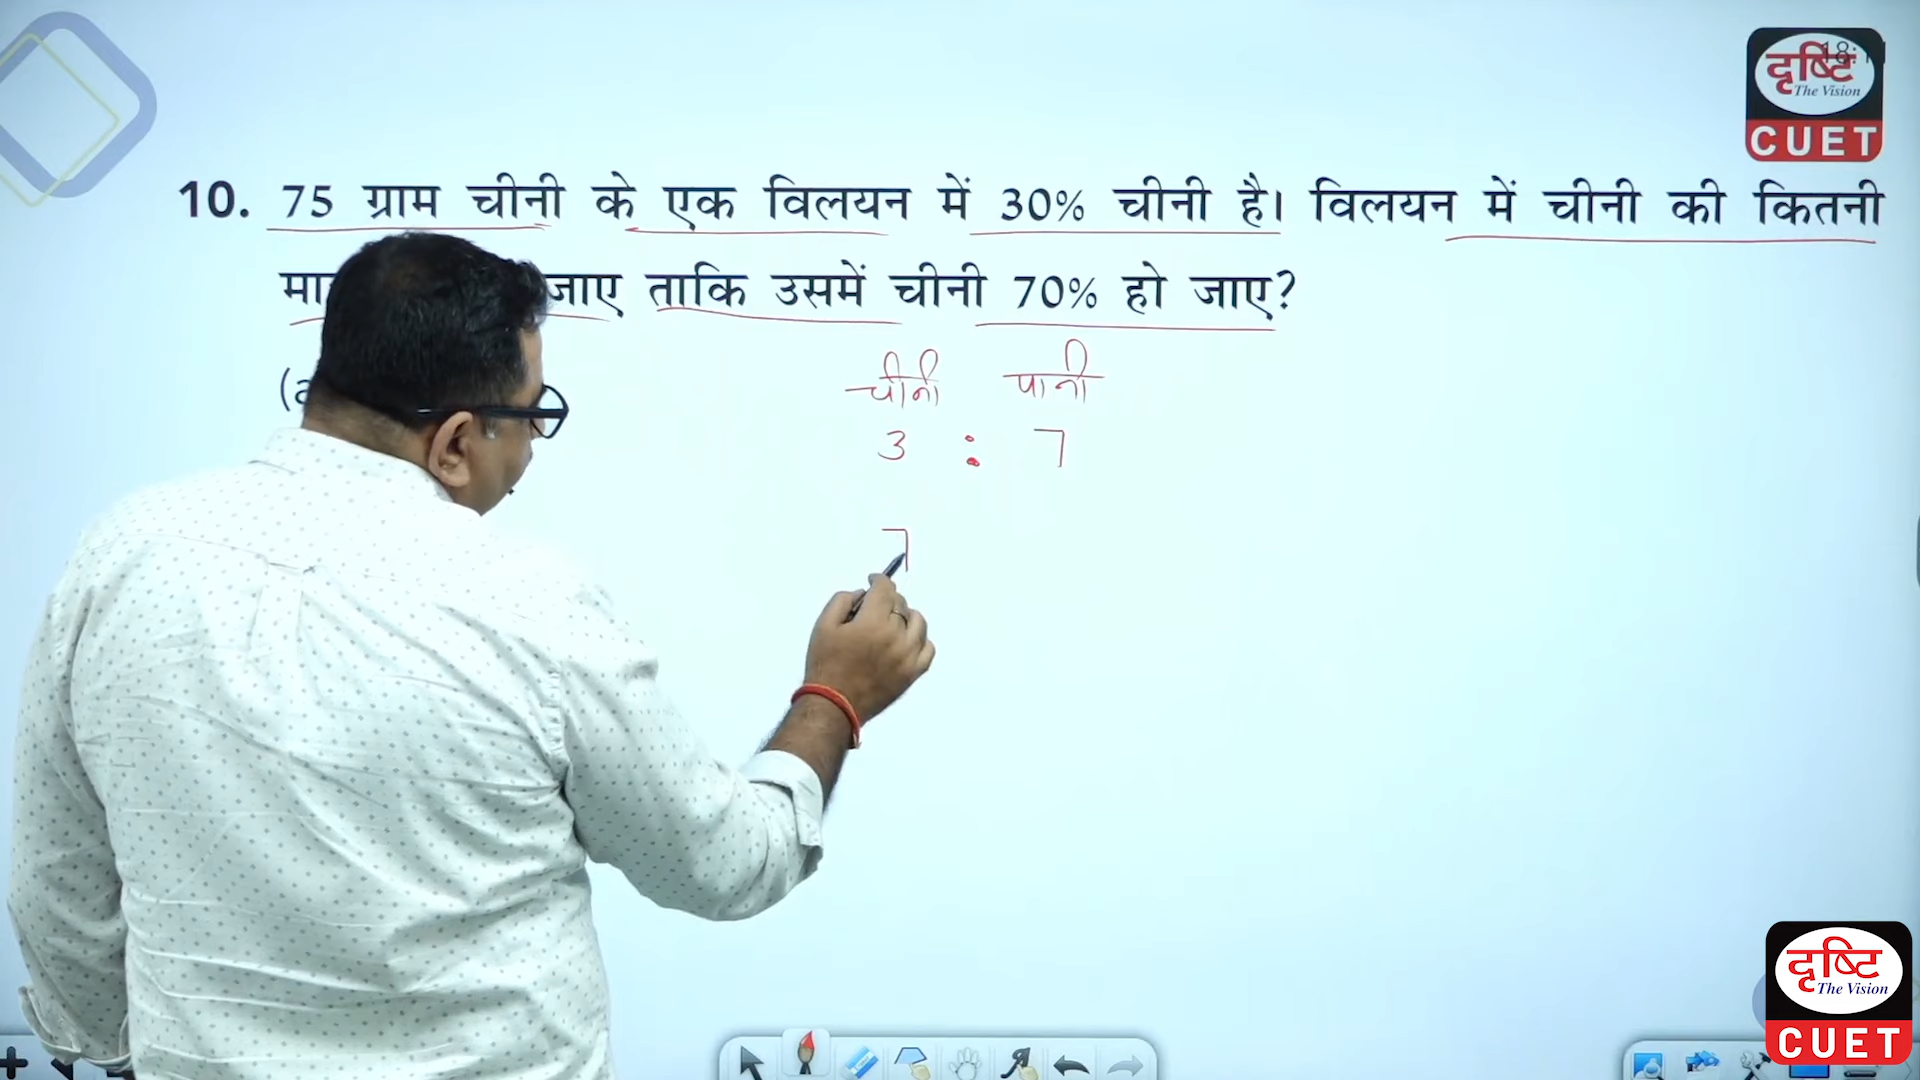 दृष्टि
The Vision
CUET
10. 75 ग्राम चीनी के एक विलयन में 30% चीनी है। विलयन में चीनी की कितनी
जाए ताकि उसमें चीनी 70% हो जाए?
चीनी पानी
3 : 7
7
दृष्टि
The Vision
CUET